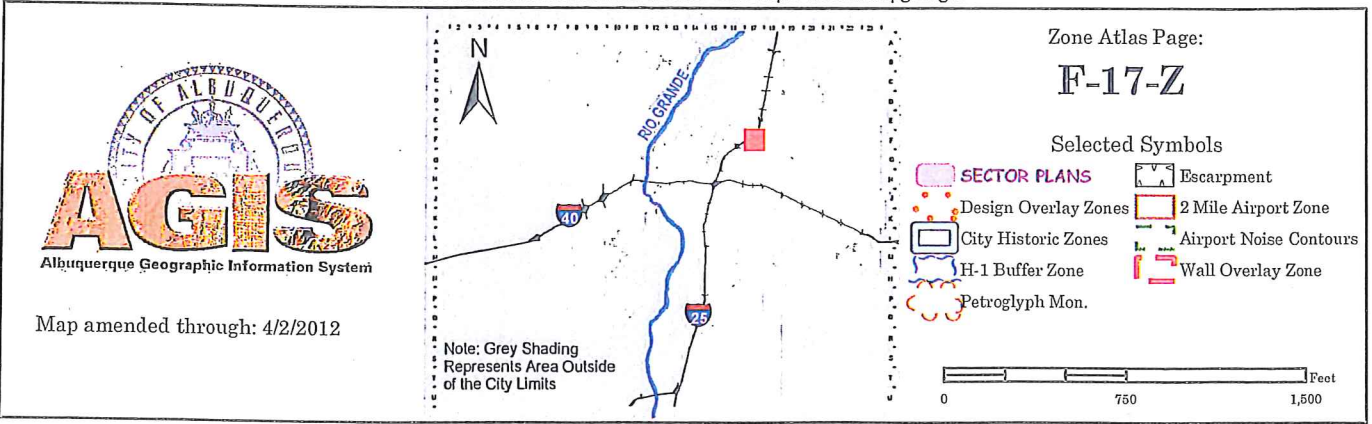 CITY OF ALBUQUERQUE
AGIS
Albuquerque Geographic Information System
Map amended through: 4/2/2012
N
RIO GRANDE
40
25
Note: Grey Shading
Represents Area Outside
of the City Limits
Zone Atlas Page:
F-17-Z
Selected Symbols
SECTOR PLANS
Escarpment
Design Overlay Zones
2 Mile Airport Zone
City Historic Zones
Airport Noise Contours
H-1 Buffer Zone
Wall Overlay Zone
Petroglyph Mon.
Feet
0 750 1,500